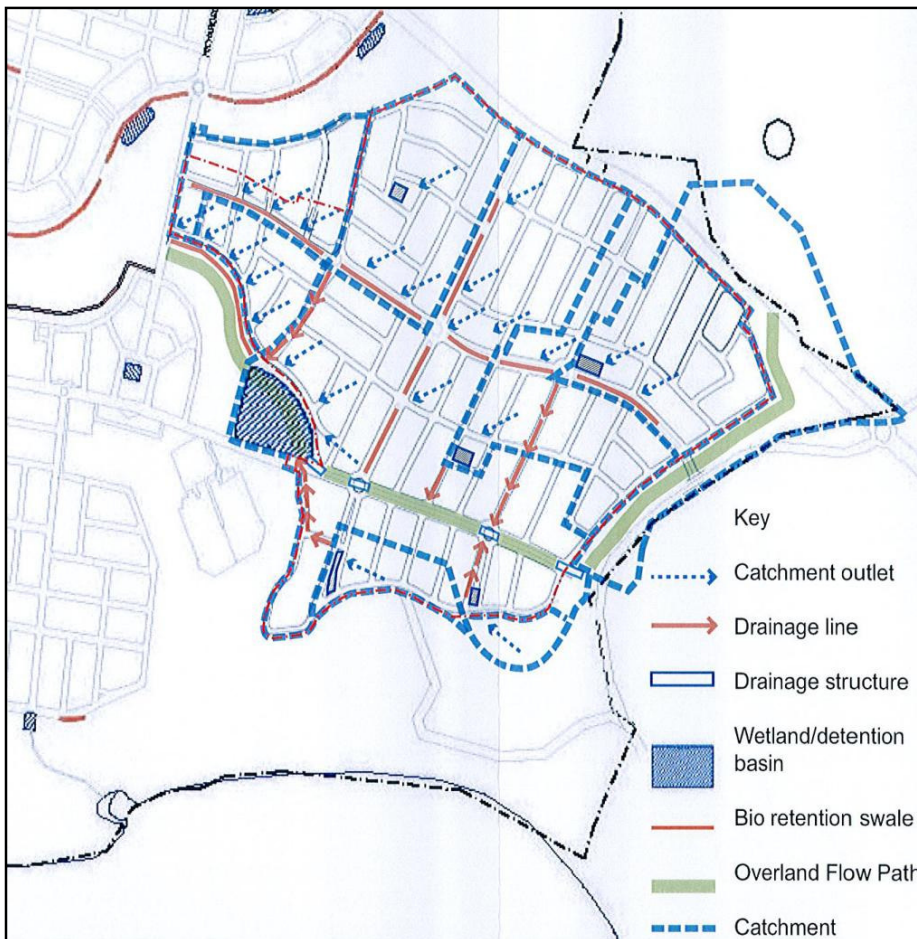 Key
Catchment outlet
Drainage line
Drainage structure
Wetland/detention
basin
Bio retention swale
Overland Flow Path
Catchment